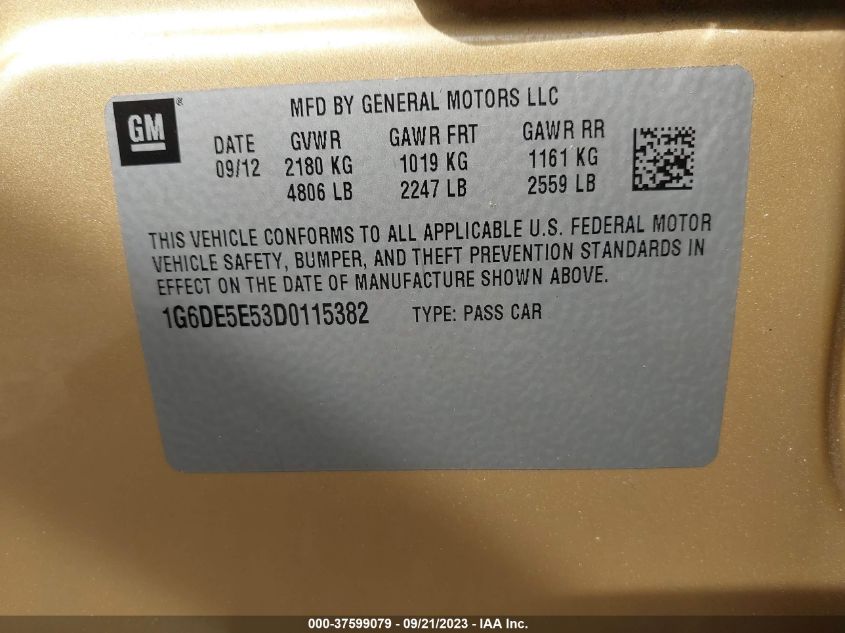 GM®
MFD BY GENERAL MOTORS LLC
DATE GVWR GAWR FRT GAWR RR
09/12 2180 KG 1019 KG 1161 KG
4806 LB 2247 LB 2559 LB
THIS VEHICLE CONFORMS TO ALL APPLICABLE U.S. FEDERAL MOTOR
VEHICLE SAFETY, BUMPER, AND THEFT PREVENTION STANDARDS IN
EFFECT ON THE DATE OF MANUFACTURE SHOWN ABOVE.
1G6DE5E53D0115382 TYPE: PASS CAR
000-37599079 - 09/21/2023 - IAA Inc.